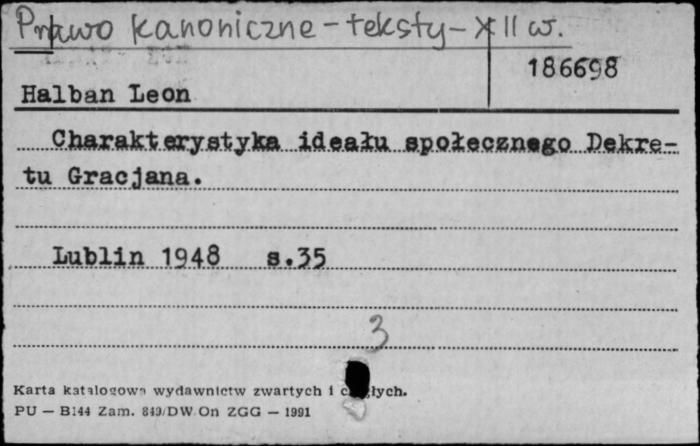 Prawo kanoniczne - teksty - XII w.
186698
Halban Leon
Charakterystyka ideału społecznego Dekre-
tu Gracjana.
Lublin 1948 s.35
3
Karta katalogowa wydawnictw zwartych i ciągłych.
PU — B144 Zam. 849/DW On ZGG — 1991